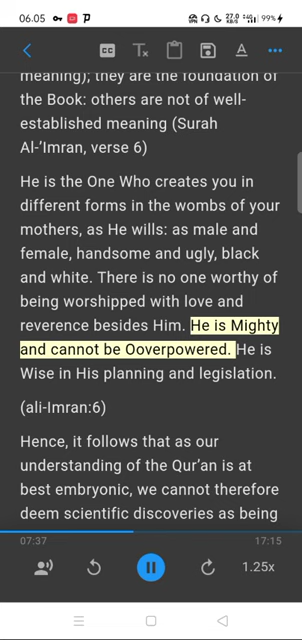 06.05
27.0
KB/S
99%
CC
meaning); they are the foundation of
the Book: others are not of well-
established meaning (Surah
Al-’Imran, verse 6)
He is the One Who creates you in
different forms in the wombs of your
mothers, as He wills: as male and
female, handsome and ugly, black
and white. There is no one worthy of
being worshipped with love and
reverence besides Him. He is Mighty
and cannot be Ooverpowered. He is
Wise in His planning and legislation.
(ali-Imran:6)
Hence, it follows that as our
understanding of the Qur’an is at
best embryonic, we cannot therefore
deem scientific discoveries as being
07:37
17:15
1.25x